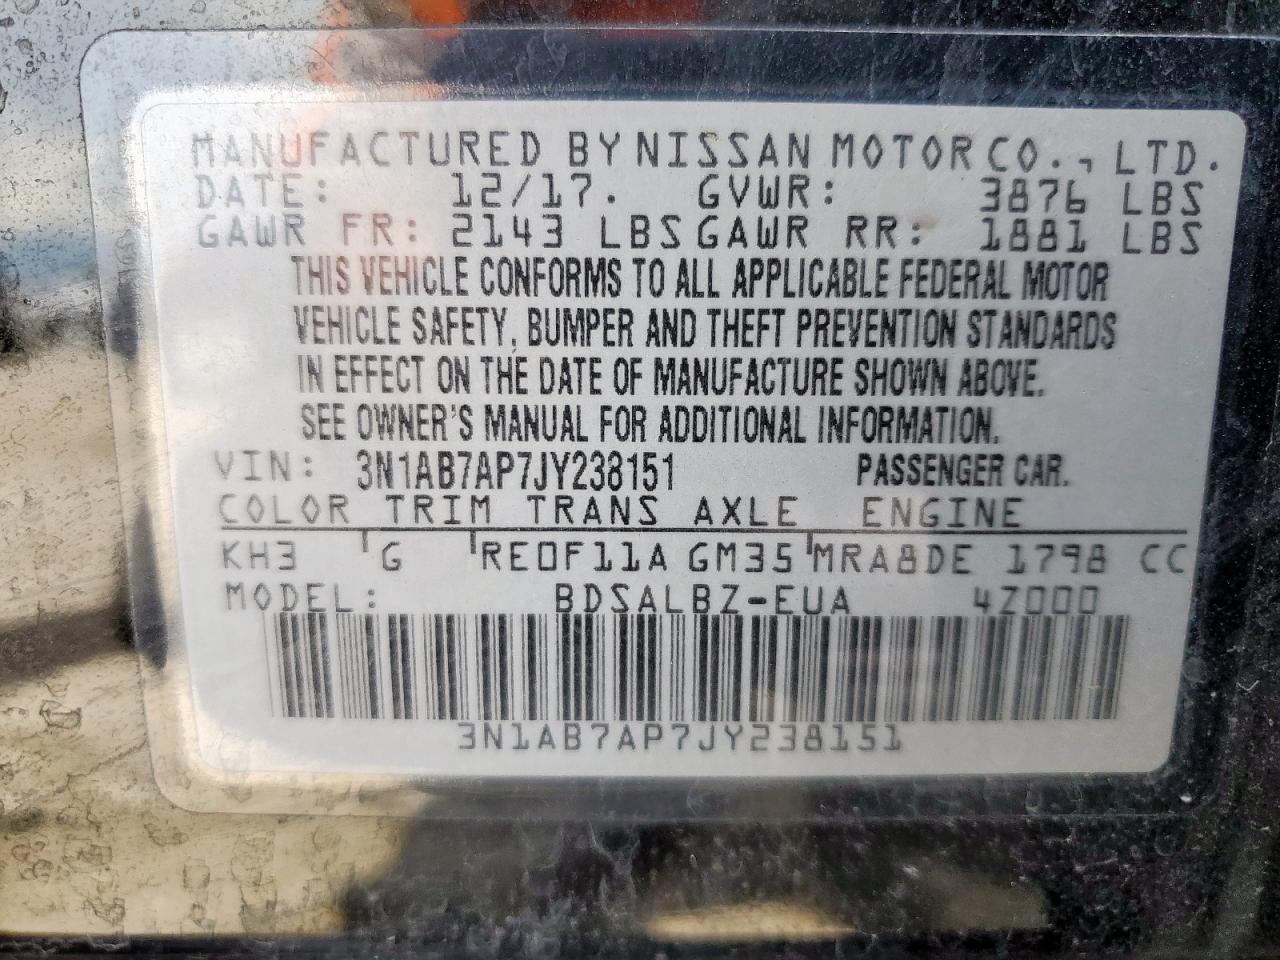 MANUFACTURED BY NISSAN MOTOR CO., LTD.
DATE: 12/17. GVWR: 3876 LBS
GAWR FR: 2143 LBS GAWR RR: 1881 LBS
THIS VEHICLE CONFORMS TO ALL APPLICABLE FEDERAL MOTOR
VEHICLE SAFETY, BUMPER AND THEFT PREVENTION STANDARDS
IN EFFECT ON THE DATE OF MANUFACTURE SHOWN ABOVE.
SEE OWNER'S MANUAL FOR ADDITIONAL INFORMATION.
VIN: 3N1AB7AP7JY238151 PASSENGER CAR.
COLOR TRIM TRANS AXLE ENGINE
KH3 G RE0F11A GM35 MRA8DE 1798 CC
MODEL: BDSALBZ-EUA 4Z000
3N1AB7AP7JY238151